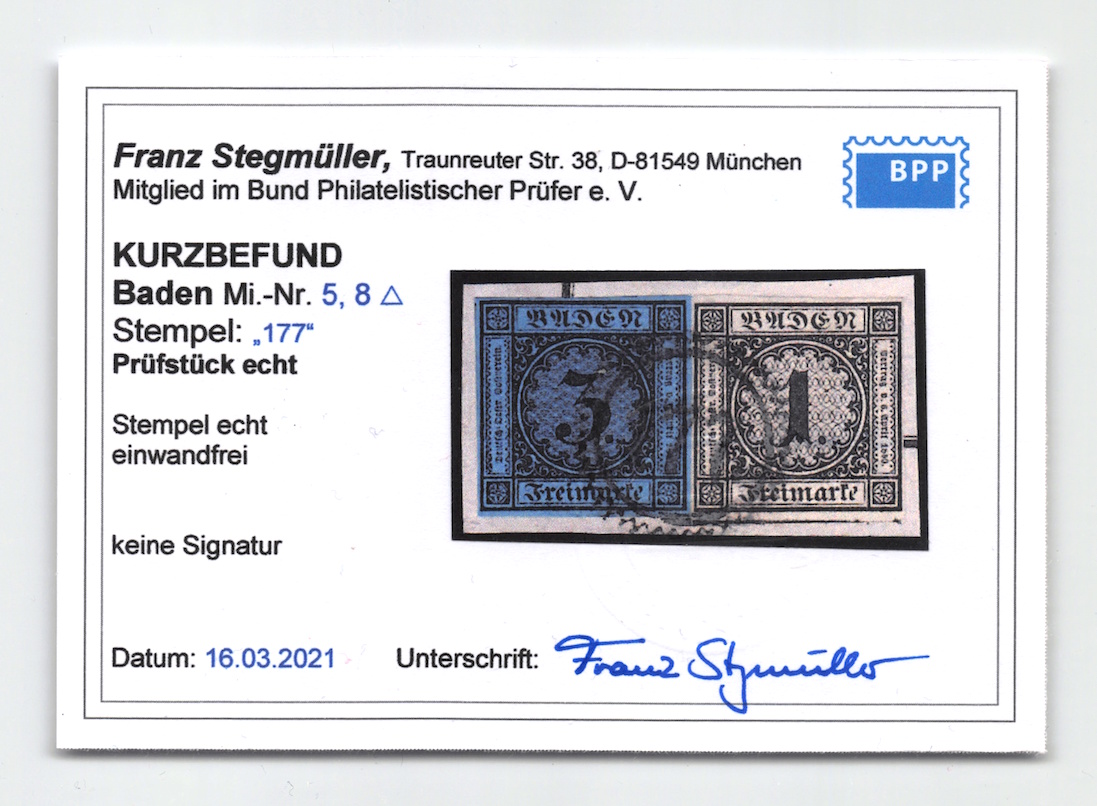 Franz Stegmüller, Traunreuter Str. 38, D-81549 München
Mitglied im Bund Philatelistischer Prüfer e. V.
BPP
KURZBEFUND
Baden Mi.-Nr. 5, 8 △
Stempel: „177“
Prüfstück echt
Stempel echt
einwandfrei
keine Signatur
BADEN
3.
Freimarke
BADEN
1.
Freimarke
Datum: 16.03.2021 Unterschrift: Franz Stegmüller